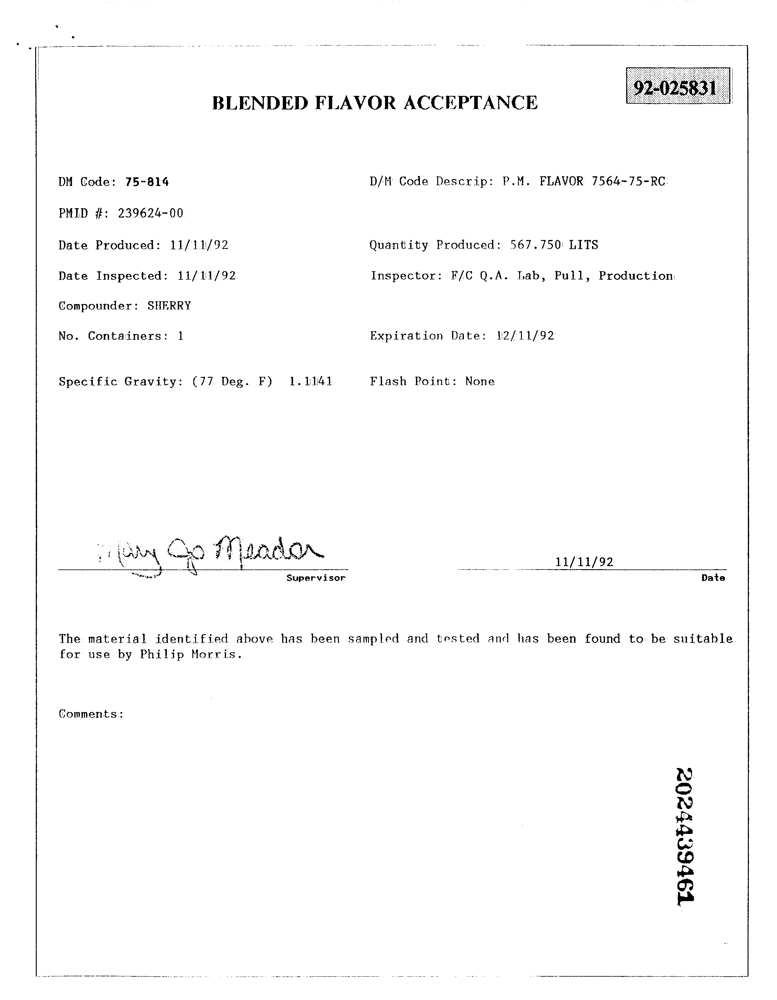 92-025831
BLENDED FLAVOR ACCEPTANCE
DM Code: 75-814 D/M Code Descrip: P.M. FLAVOR 7564-75-RC
PMID #: 239624-00
Date Produced: 11/11/92 Quantity Produced: 567.750 LITS
Date Inspected: 11/11/92 Inspector: F/C Q.A. Lab, Pull, Production
Compounder: SHERRY
No. Containers: 1 Expiration Date: 12/11/92
Specific Gravity: (77 Deg. F) 1.1141 Flash Point: None
Mary Jo Meador 11/11/92
Supervisor Date
The material identified above has been sampled and tested and has been found to be suitable
for use by Philip Morris.
Comments:
2024439461